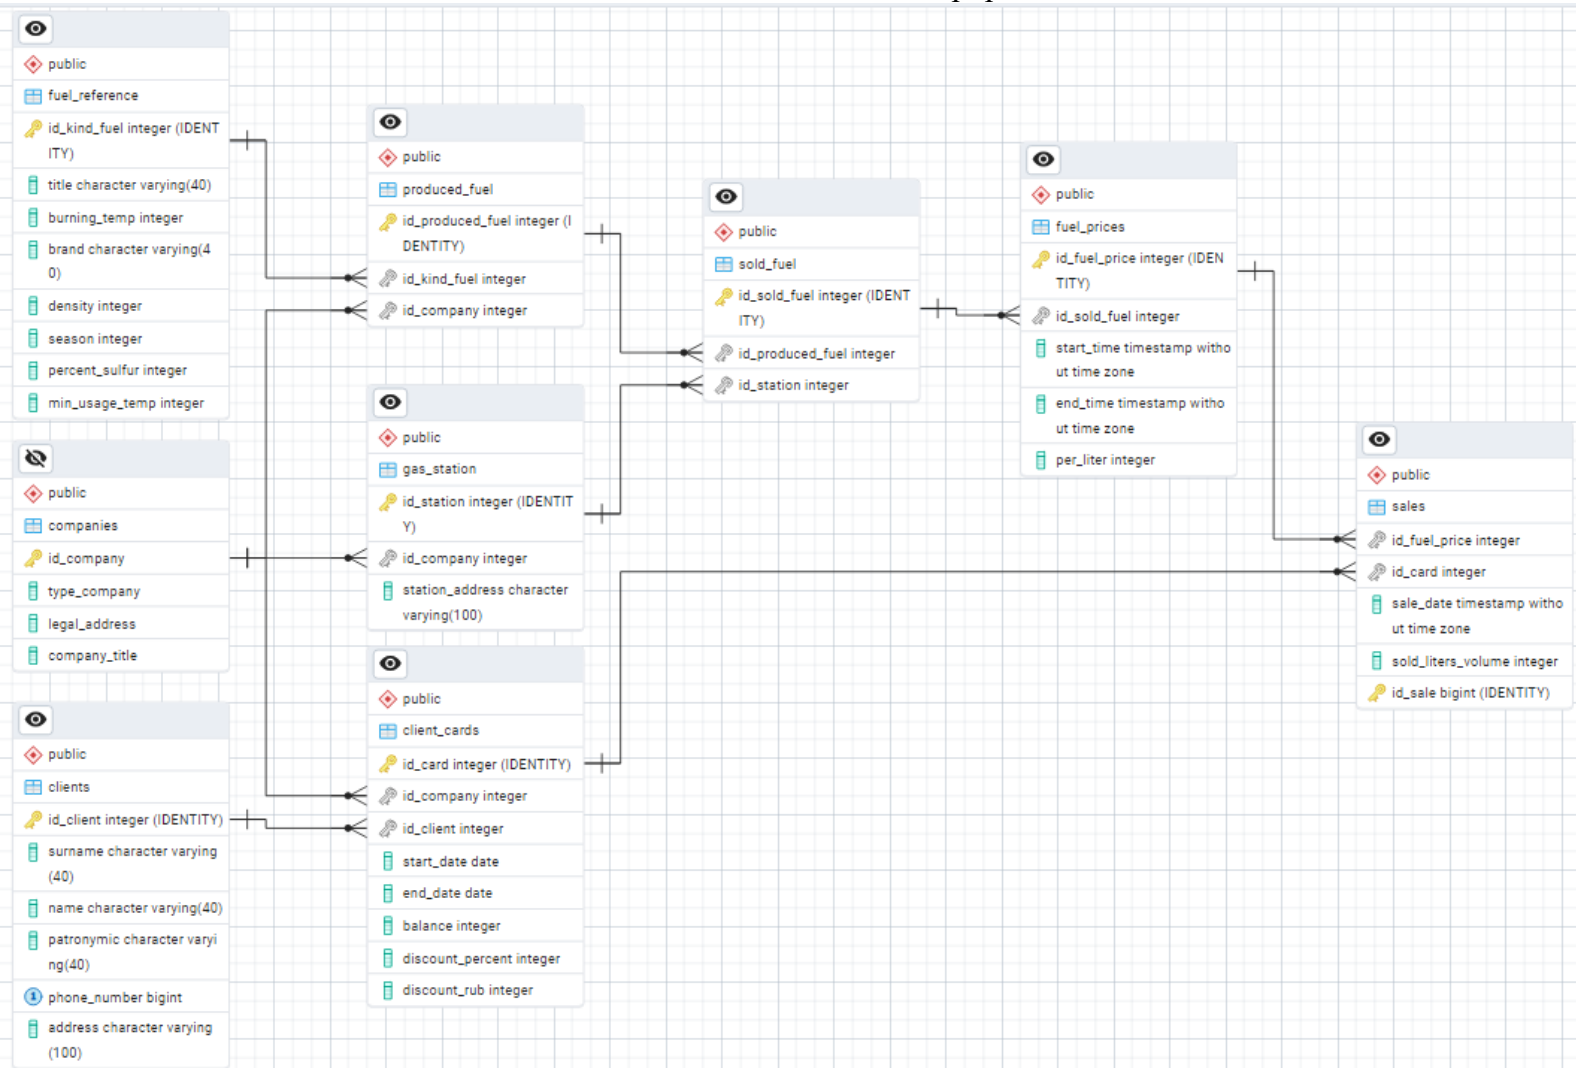 public
fuel_reference
id_kind_fuel integer (IDENT
ITY)
title character varying(40)
burning_temp integer
brand character varying(4
0)
density integer
season integer
percent_sulfur integer
min_usage_temp integer
public
companies
id_company
type_company
legal_address
company_title
public
clients
id_client integer (IDENTITY)
surname character varying
(40)
name character varying(40)
patronymic character varyi
ng(40)
phone_number bigint
address character varying
(100)
public
produced_fuel
id_produced_fuel integer (I
DENTITY)
id_kind_fuel integer
id_company integer
public
gas_station
id_station integer (IDENTIT
Y)
id_company integer
station_address character
varying(100)
public
client_cards
id_card integer (IDENTITY)
id_company integer
id_client integer
start_date date
end_date date
balance integer
discount_percent integer
discount_rub integer
public
sold_fuel
id_sold_fuel integer (IDENT
ITY)
id_produced_fuel integer
id_station integer
public
fuel_prices
id_fuel_price integer (IDEN
TITY)
id_sold_fuel integer
start_time timestamp witho
ut time zone
end_time timestamp witho
ut time zone
per_liter integer
public
sales
id_fuel_price integer
id_card integer
sale_date timestamp witho
ut time zone
sold_liters_volume integer
id_sale bigint (IDENTITY)